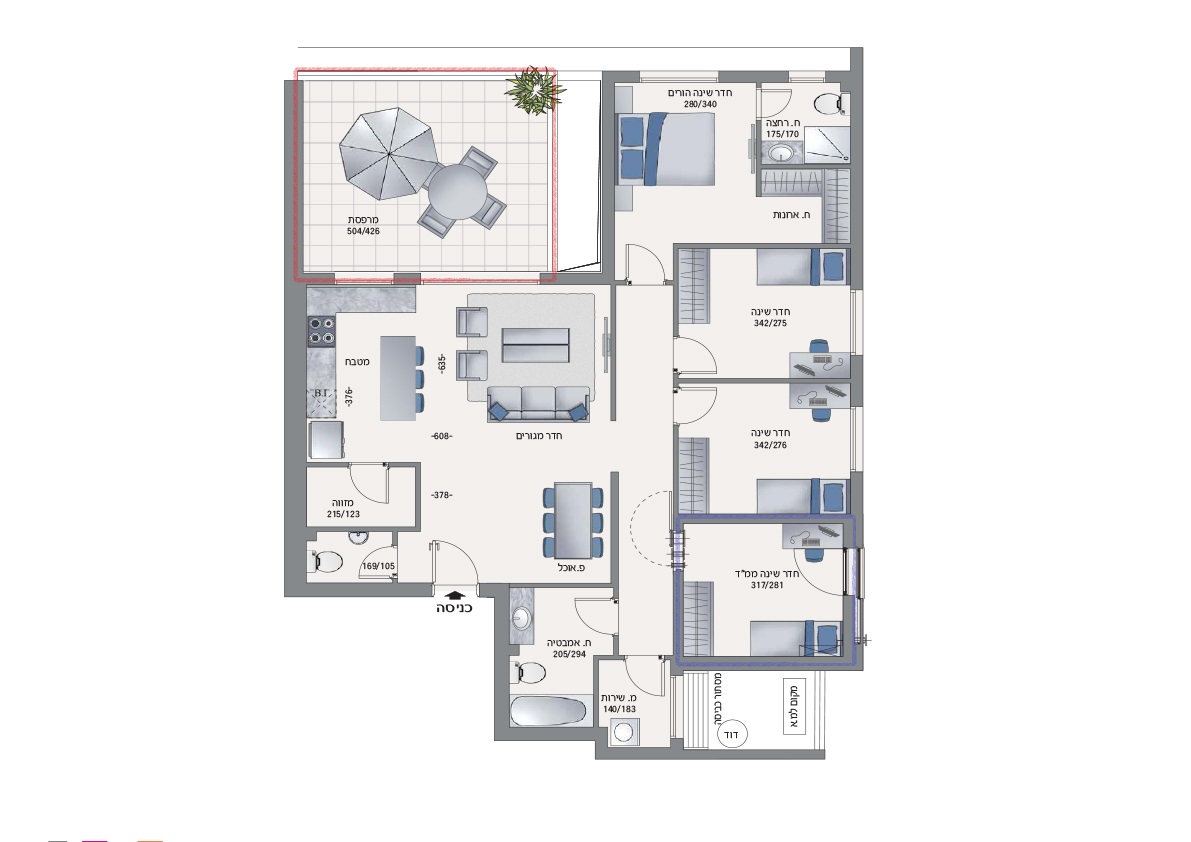 חדר שינה הורים
280/340
ח. רחצה
175/170
ח. ארונות
מרפסת
504/426
חדר שינה
342/275
מטבח
-376-
-635-
B.I
-608-
חדר מגורים
חדר שינה
342/276
-378-
מזווה
215/123
169/105
פ.אוכל
כניסה
חדר שינה ממ"ד
317/281
ח. אמבטיה
205/294
מ. שירות
140/183
מסתור כביסה
דוד
מקום למ.א